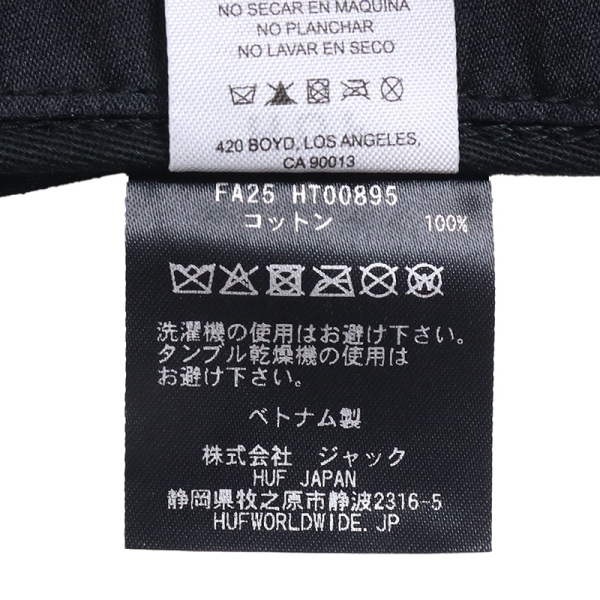 NO SECAR EN MAQUINA
NO PLANCHAR
NO LAVAR EN SECO
420 BOYD, LOS ANGELES,
CA 90013
FA25 HT00895
コットン 100%
洗濯機の使用はお避け下さい。
タンブル乾燥機の使用は
お避け下さい。
ベトナム製
株式会社 ジャック
HUF JAPAN
静岡県牧之原市静波2316-5
HUFWORLDWIDE.JP